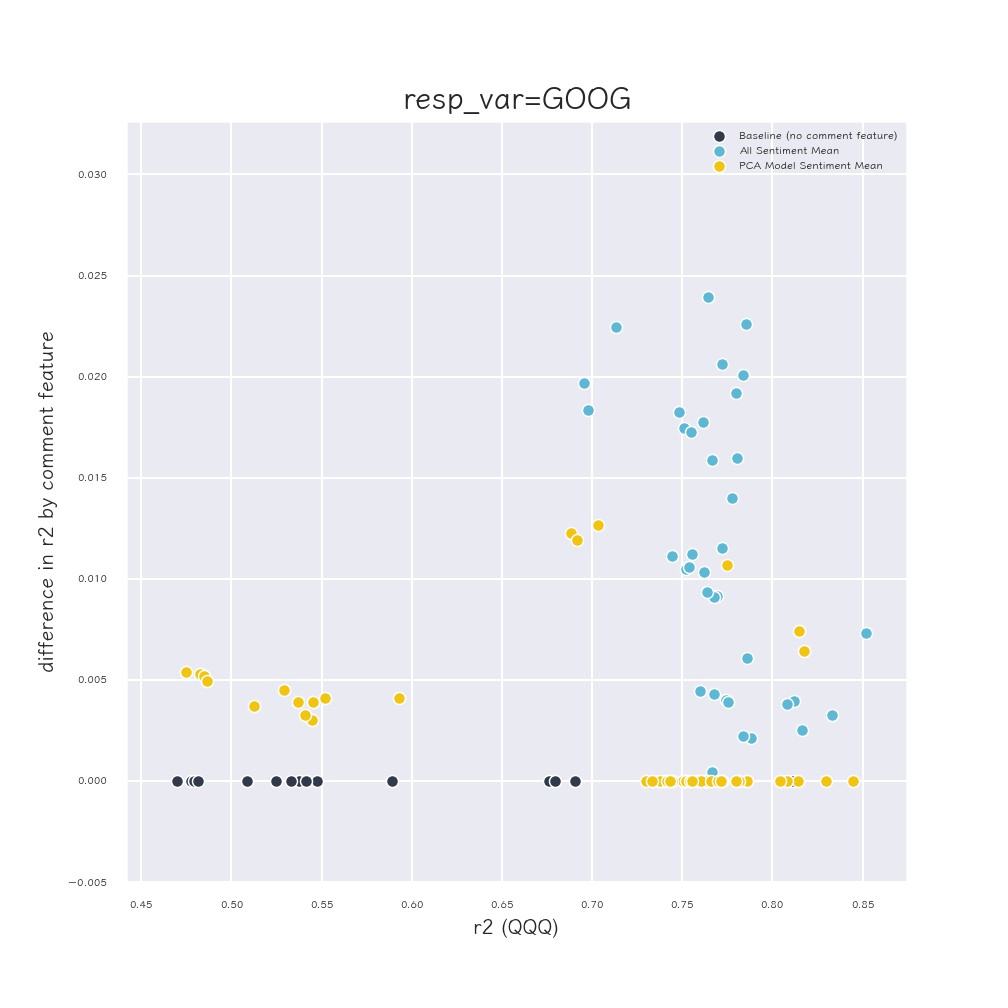 resp_var=GOOG
Baseline (no comment feature)
All Sentiment Mean
PCA Model Sentiment Mean
0.030
0.025
0.020
0.015
0.010
0.005
0.000
−0.005
difference in r2 by comment feature
0.45 0.50 0.55 0.60 0.65 0.70 0.75 0.80 0.85
r2 (QQQ)